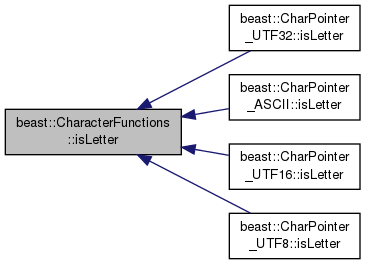 beast::CharPointer
_UTF32::isLetter
beast::CharPointer
_ASCII::isLetter
beast::CharacterFunctions
::isLetter
beast::CharPointer
_UTF16::isLetter
beast::CharPointer
_UTF8::isLetter